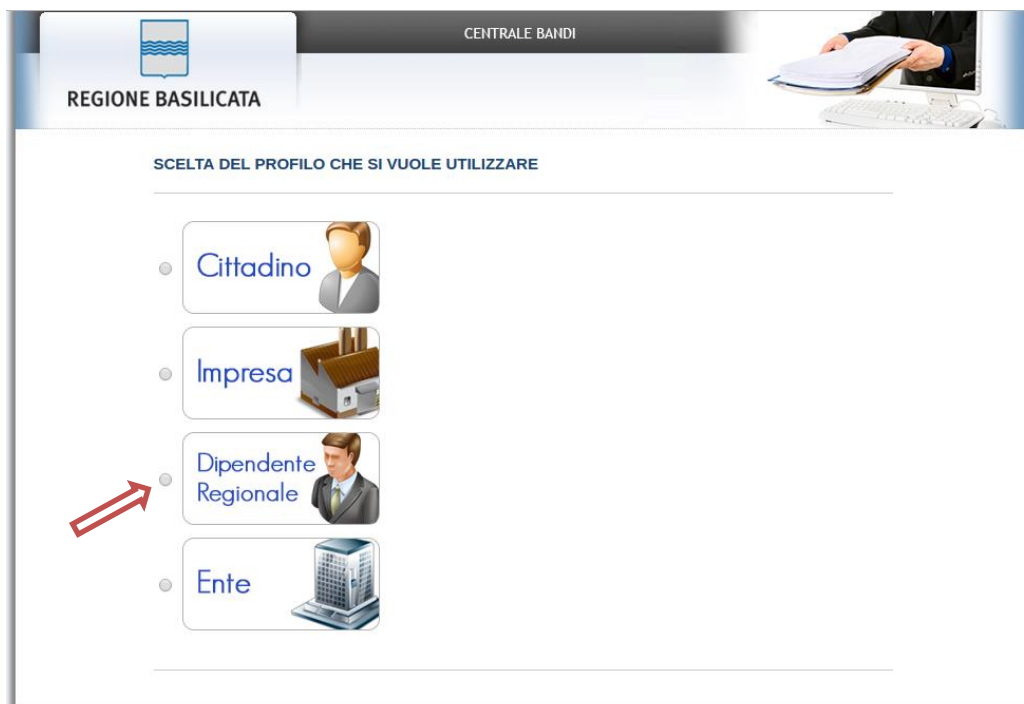 CENTRALE BANDI
REGIONE BASILICATA
SCELTA DEL PROFILO CHE SI VUOLE UTILIZZARE
Cittadino
Impresa
Dipendente
Regionale
Ente